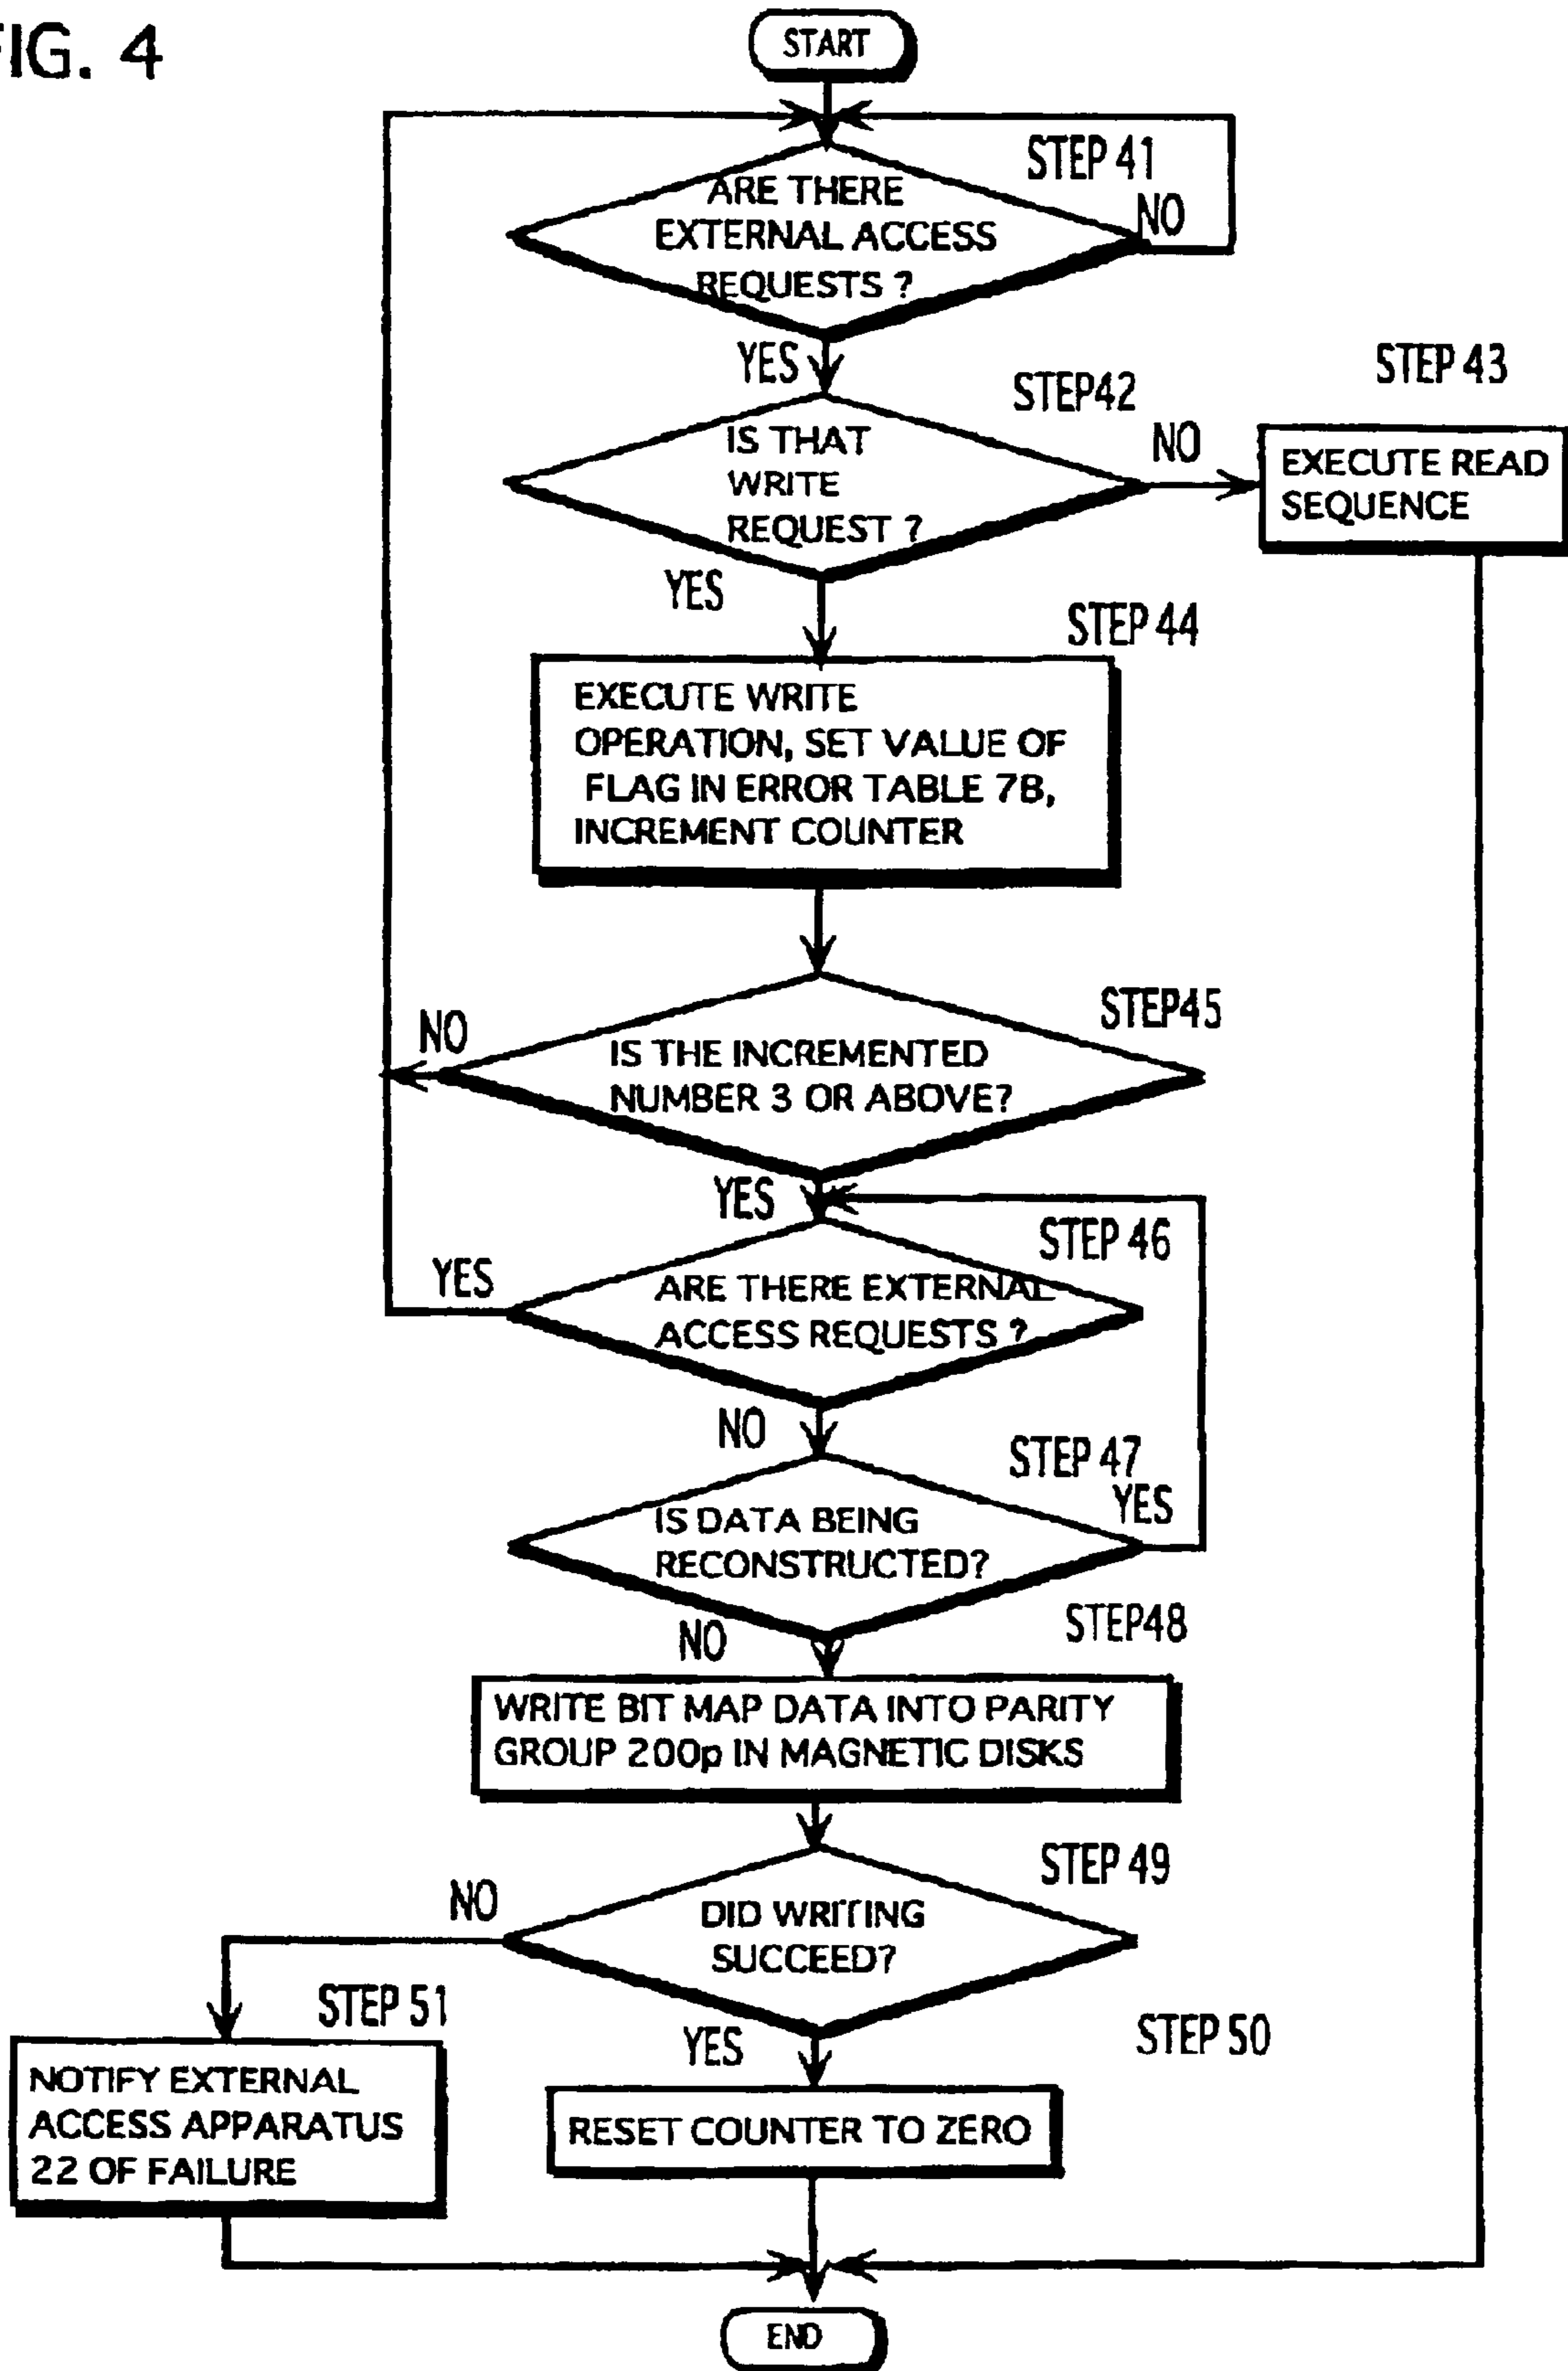 FIG. 4
START
STEP 41
ARE THERE
EXTERNAL ACCESS
REQUESTS ?
NO
YES
STEP42
STEP 43
IS THAT
WRITE
REQUEST ?
NO
EXECUTE READ
SEQUENCE
YES
STEP 44
EXECUTE WRITE
OPERATION, SET VALUE OF
FLAG IN ERROR TABLE 7B,
INCREMENT COUNTER
STEP45
NO
IS THE INCREMENTED
NUMBER 3 OR ABOVE?
YES
STEP 46
YES
ARE THERE EXTERNAL
ACCESS REQUESTS ?
NO
STEP 47
YES
IS DATA BEING
RECONSTRUCTED?
NO
STEP48
WRITE BIT MAP DATA INTO PARITY
GROUP 200p IN MAGNETIC DISKS
STEP 49
NO
DID WRITING
SUCCEED?
STEP 51
YES
STEP 50
NOTIFY EXTERNAL
ACCESS APPARATUS
22 OF FAILURE
RESET COUNTER TO ZERO
END